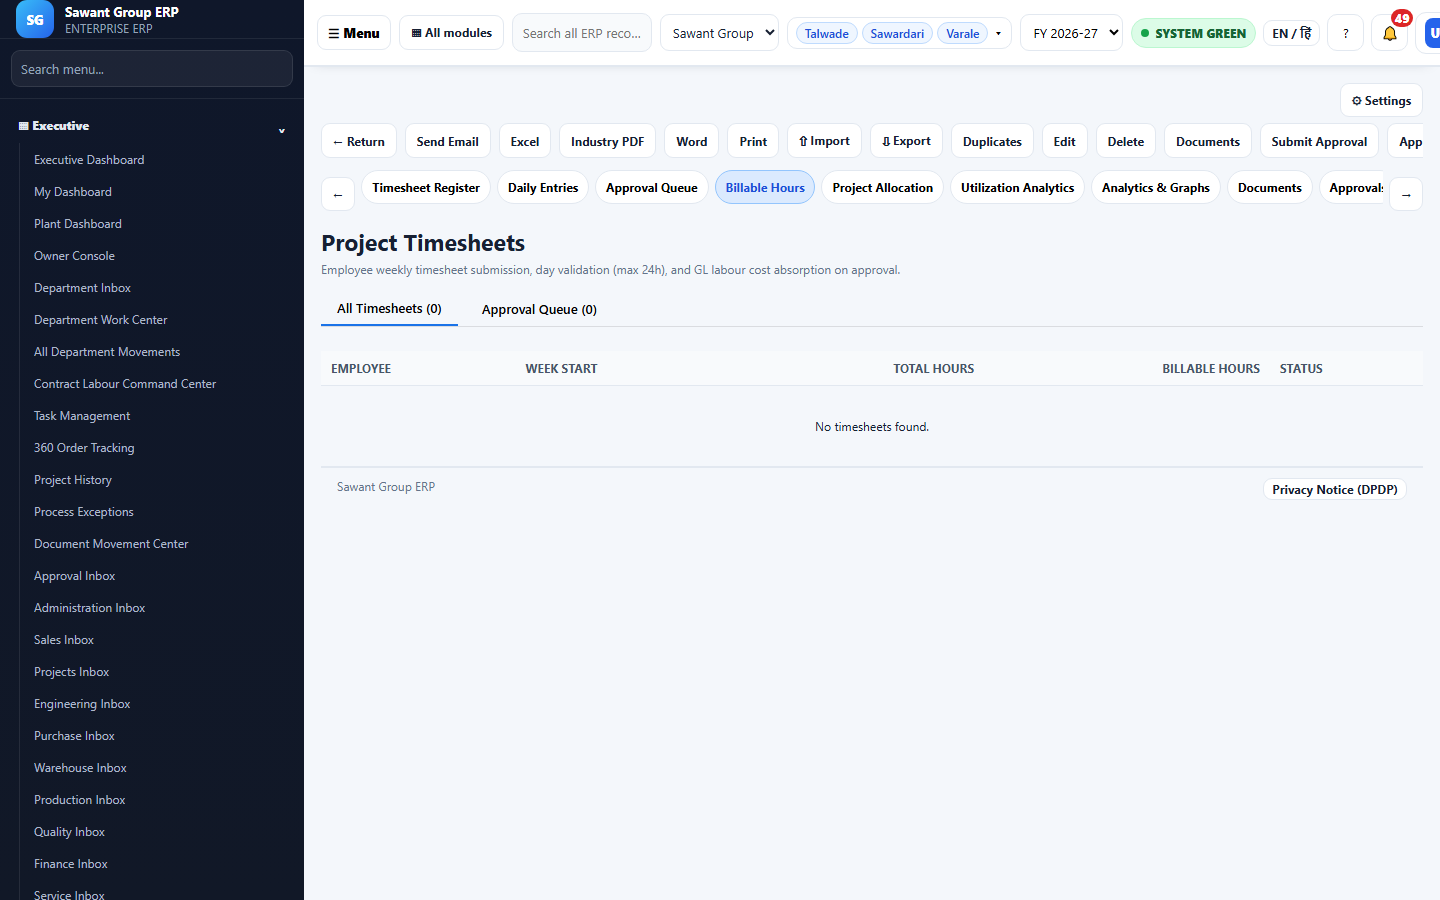 SG
Sawant Group ERP
ENTERPRISE ERP
Search menu...
Executive
Executive Dashboard
My Dashboard
Plant Dashboard
Owner Console
Department Inbox
Department Work Center
All Department Movements
Contract Labour Command Center
Task Management
360 Order Tracking
Project History
Process Exceptions
Document Movement Center
Approval Inbox
Administration Inbox
Sales Inbox
Projects Inbox
Engineering Inbox
Purchase Inbox
Warehouse Inbox
Production Inbox
Quality Inbox
Finance Inbox
Service Inbox
☰ Menu
All modules
Search all ERP reco...
Sawant Group
Talwade Sawardari Varale
FY 2026-27
SYSTEM GREEN
EN / हिं
?
49
U
⚙ Settings
← Return Send Email Excel Industry PDF Word Print ⇧ Import ⇩ Export Duplicates Edit Delete Documents Submit Approval App
← Timesheet Register Daily Entries Approval Queue Billable Hours Project Allocation Utilization Analytics Analytics & Graphs Documents Approvals →
Project Timesheets
Employee weekly timesheet submission, day validation (max 24h), and GL labour cost absorption on approval.
All Timesheets (0) Approval Queue (0)
EMPLOYEE WEEK START TOTAL HOURS BILLABLE HOURS STATUS
No timesheets found.
Sawant Group ERP
Privacy Notice (DPDP)